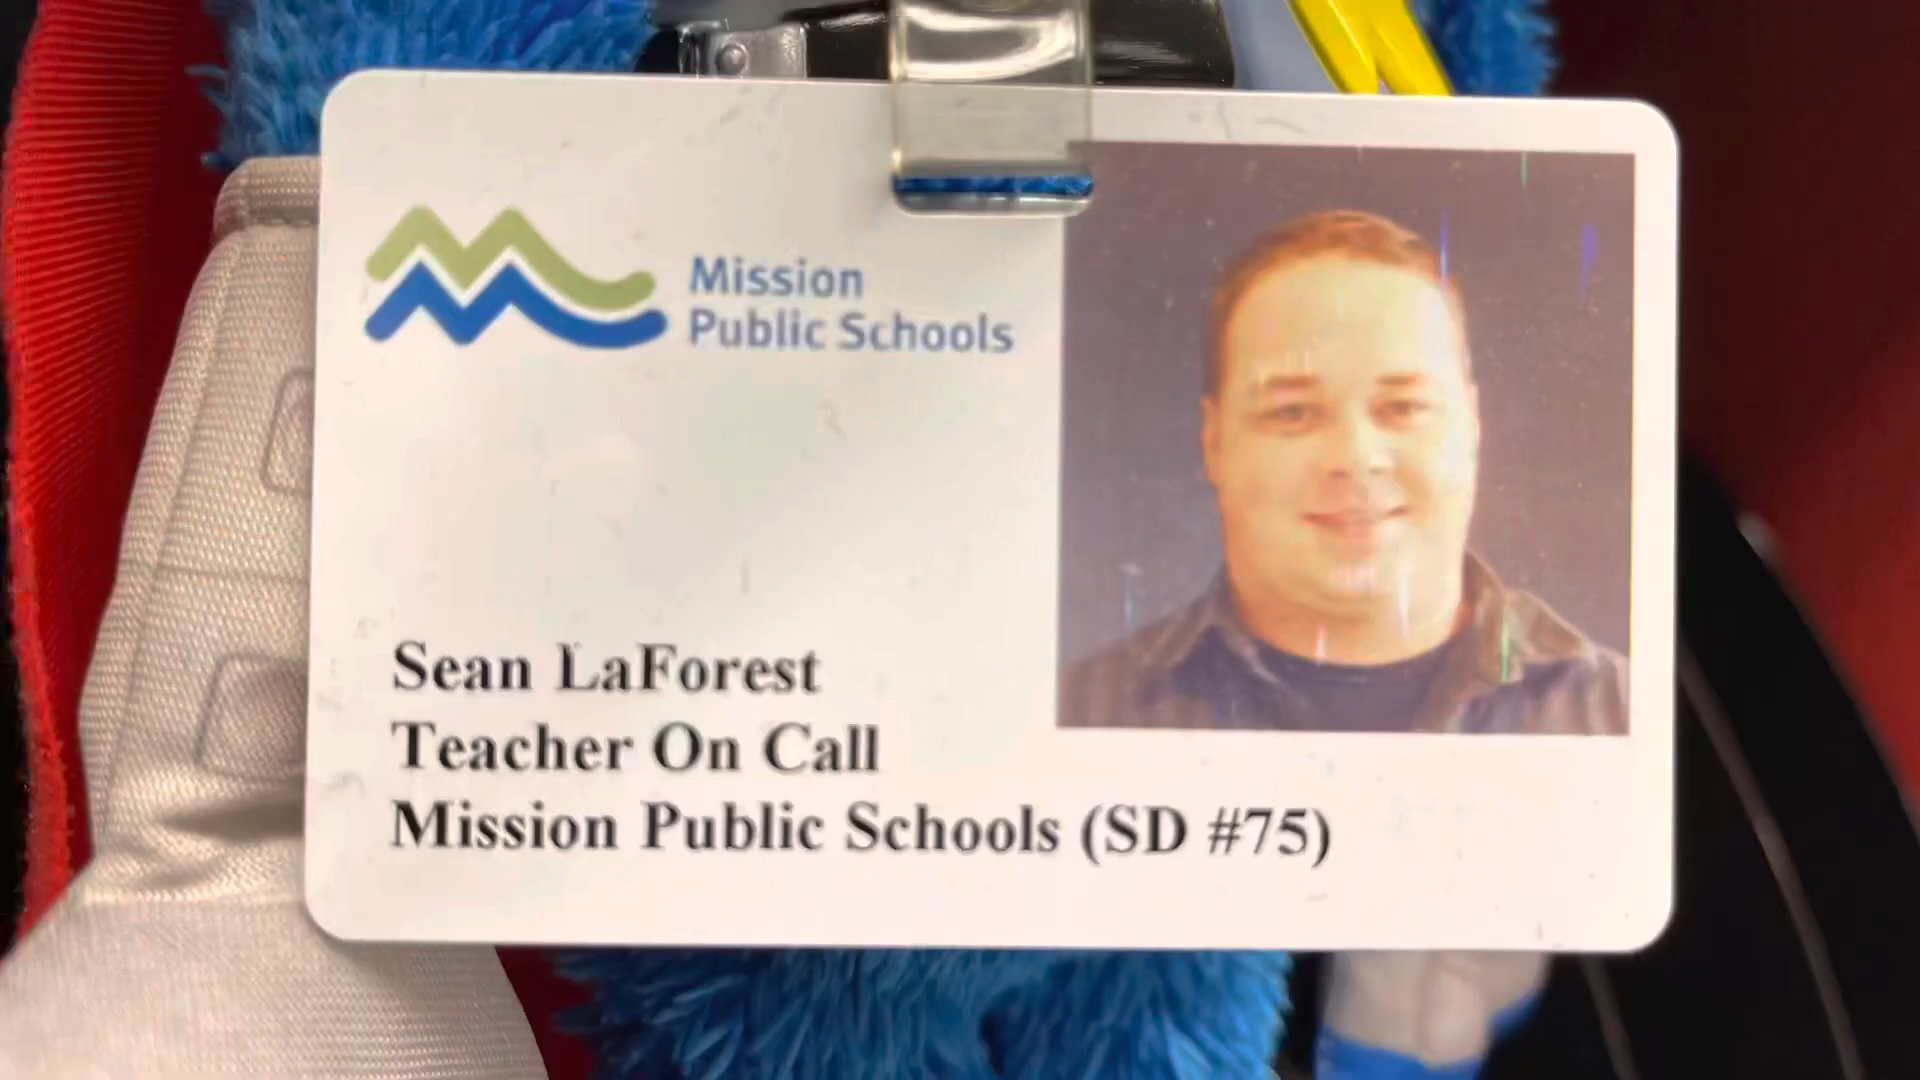 Mission
Public Schools
Sean LaForest
Teacher On Call
Mission Public Schools (SD #75)